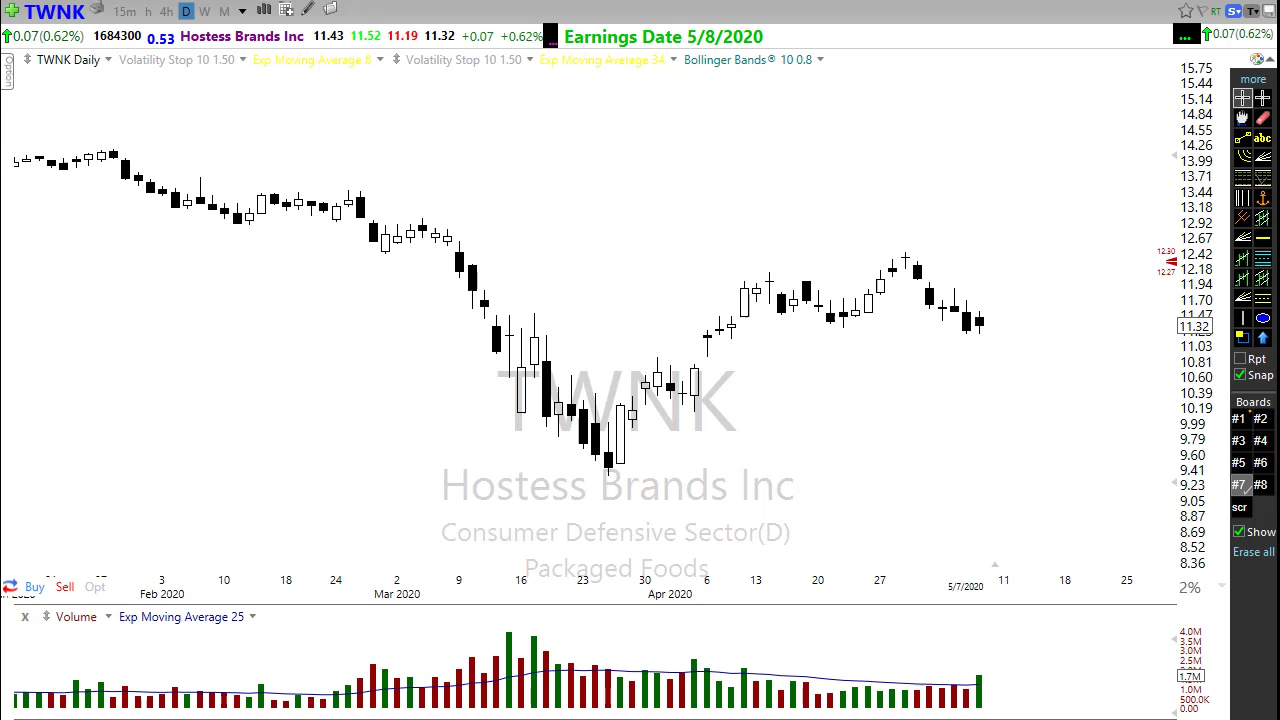 TWNK 15m h 4h D W M RT S T
0.07(0.62%) 1684300 0.53 Hostess Brands Inc 11.43 11.52 11.19 11.32 +0.07 +0.62% ... Earnings Date 5/8/2020 ... 0.07(0.62%)
Option TWNK Daily Volatility Stop 10 1.50 Exp Moving Average 8 Volatility Stop 10 1.50 Exp Moving Average 34 Bollinger Bands® 10 0.8
15.75
15.44
15.14
14.84
14.55
14.26
13.99
13.71
13.44
13.18
12.92
12.67
12.42
12.30
12.18
12.27
11.94
11.70
11.47
11.32
11.03
10.81
10.60
10.39
10.19
9.99
9.79
9.60
9.41
9.23
9.05
8.87
8.69
8.52
8.36
TWNK
Hostess Brands Inc
Consumer Defensive Sector(D)
Packaged Foods
3 10 18 24 2 9 16 23 30 6 13 20 27 5/7/2020 11 18 25
Feb 2020 Mar 2020 Apr 2020
Buy Sell Opt 2%
X Volume Exp Moving Average 25
4.0M
3.5M
3.0M
2.5M
1.7M
1.0M
500.0K
0.00
more
abc
Rpt
Snap
Boards
#1 #2
#3 #4
#5 #6
#7 #8
scr
Show
Erase all